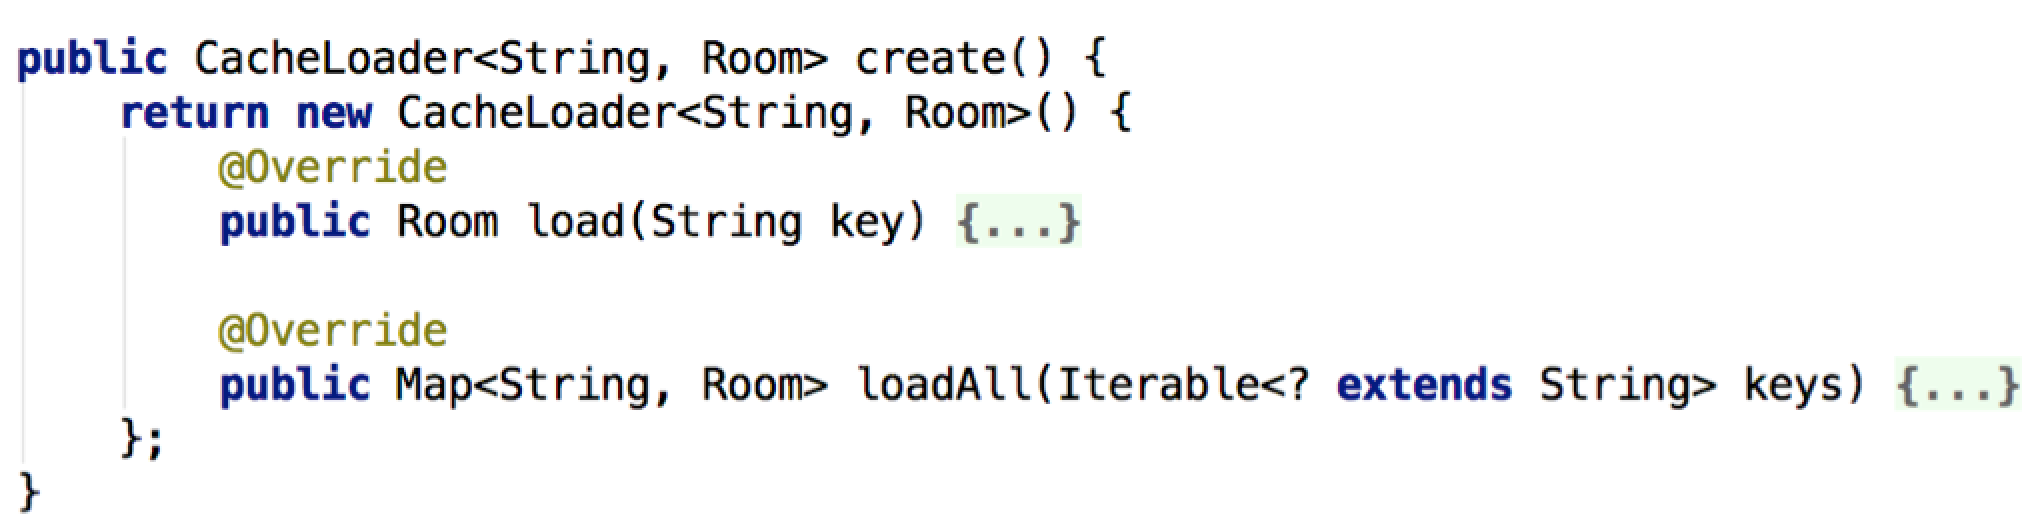 public CacheLoader<String, Room> create() {
return new CacheLoader<String, Room>() {
@Override
public Room load(String key) {...}
@Override
public Map<String, Room> loadAll(Iterable<? extends String> keys) {...}
};
}